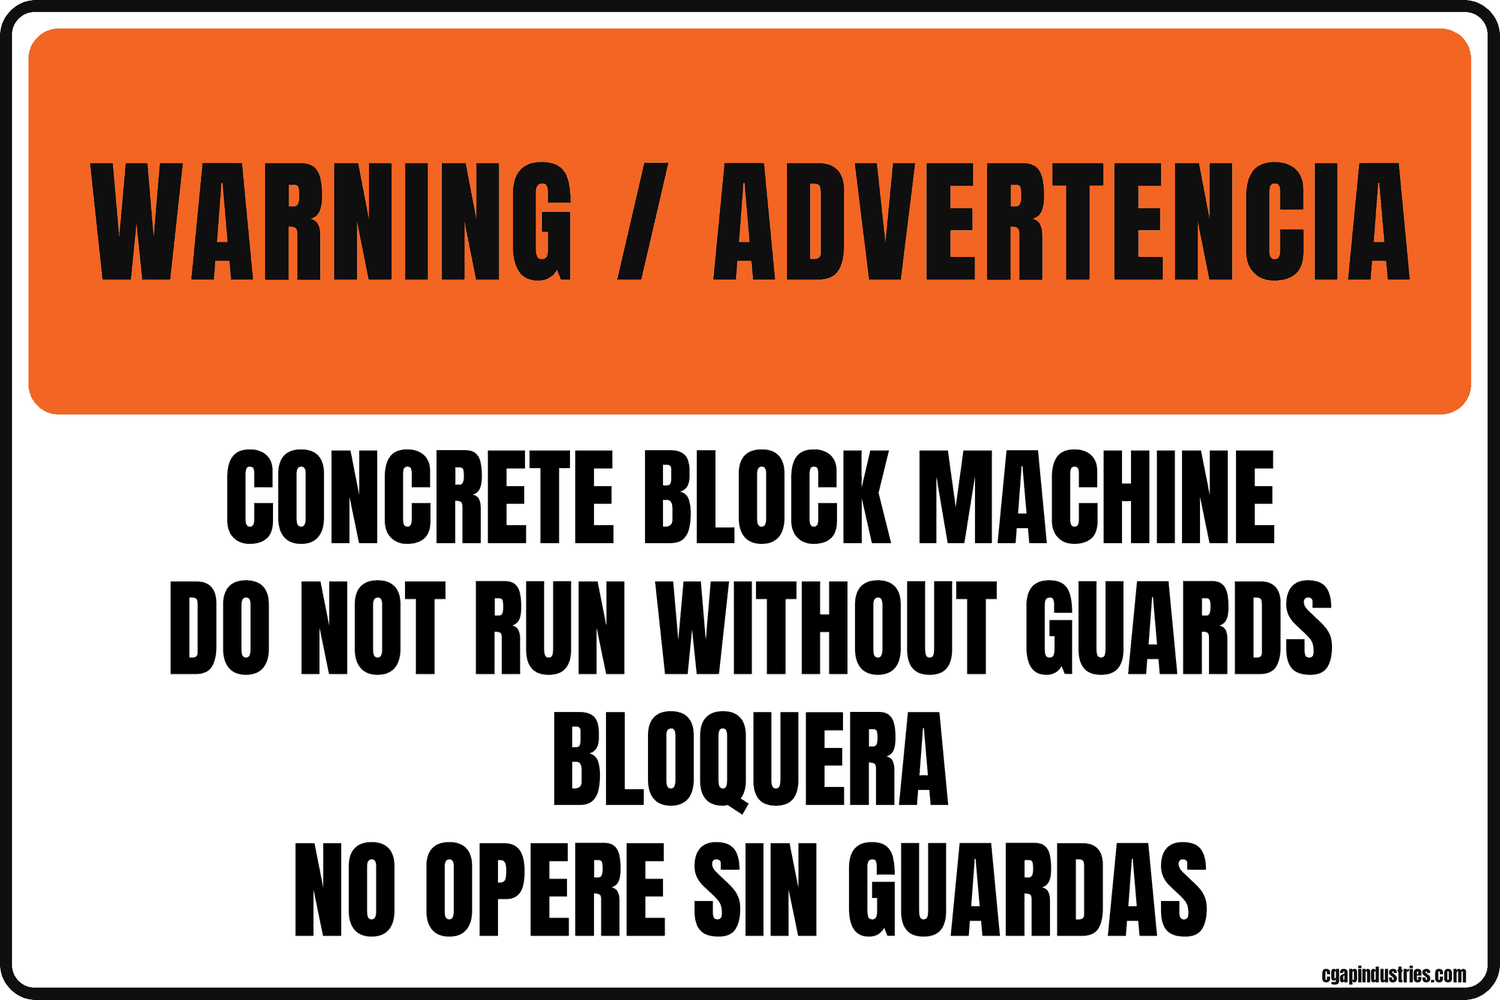 WARNING / ADVERTENCIA
CONCRETE BLOCK MACHINE
DO NOT RUN WITHOUT GUARDS
BLOQUERA
NO OPERE SIN GUARDAS
cgapindustries.com